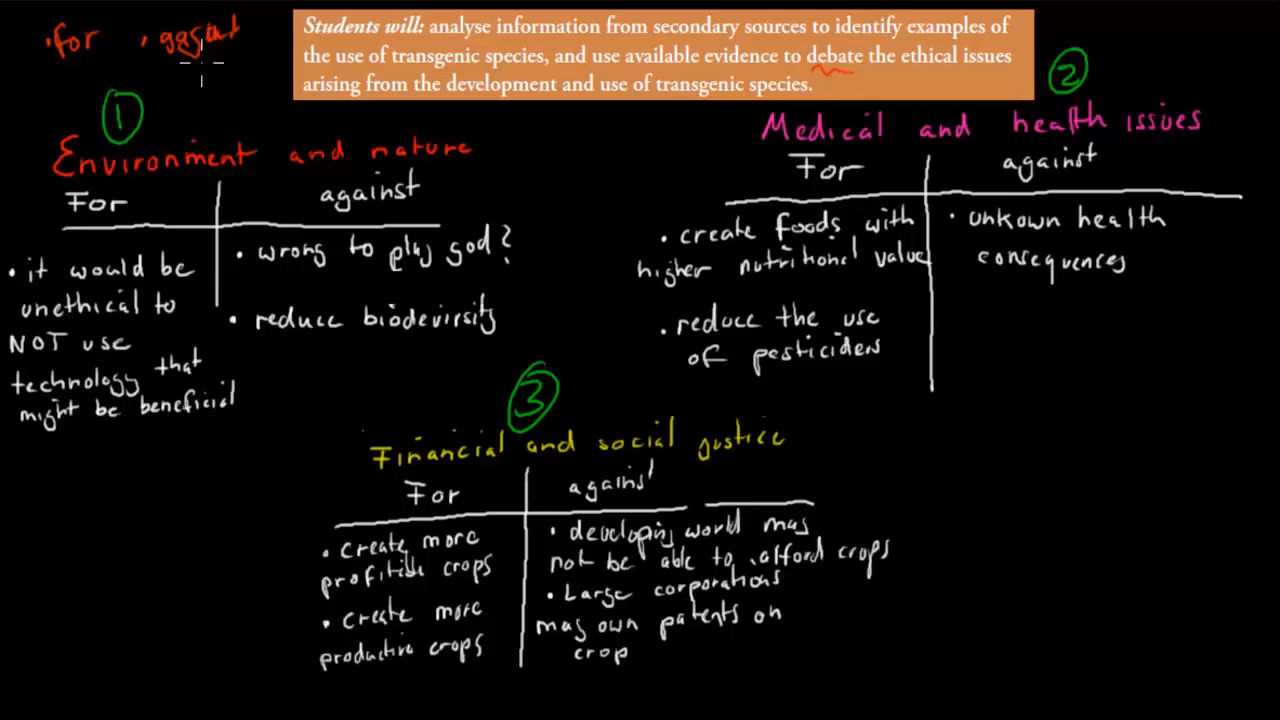 ·for · against
Students will: analyse information from secondary sources to identify examples of
the use of transgenic species, and use available evidence to debate the ethical issues
arising from the development and use of transgenic species.
1
Environment and nature
For
against
· it would be
unethical to
NOT use
technology that
might be beneficial
· wrong to play god?
· reduce biodevirsity
2
Medical and health issues
For
against
· create foods with
higher nutritional value
· reduce the use
of pesticiders
· unkown health
consequences
3
Financial and social justice
For
against
· create more
profitible crops
· create more
productive crops
· developing world may
not be able to afford crops
· Large corporations
may own patents on
crop